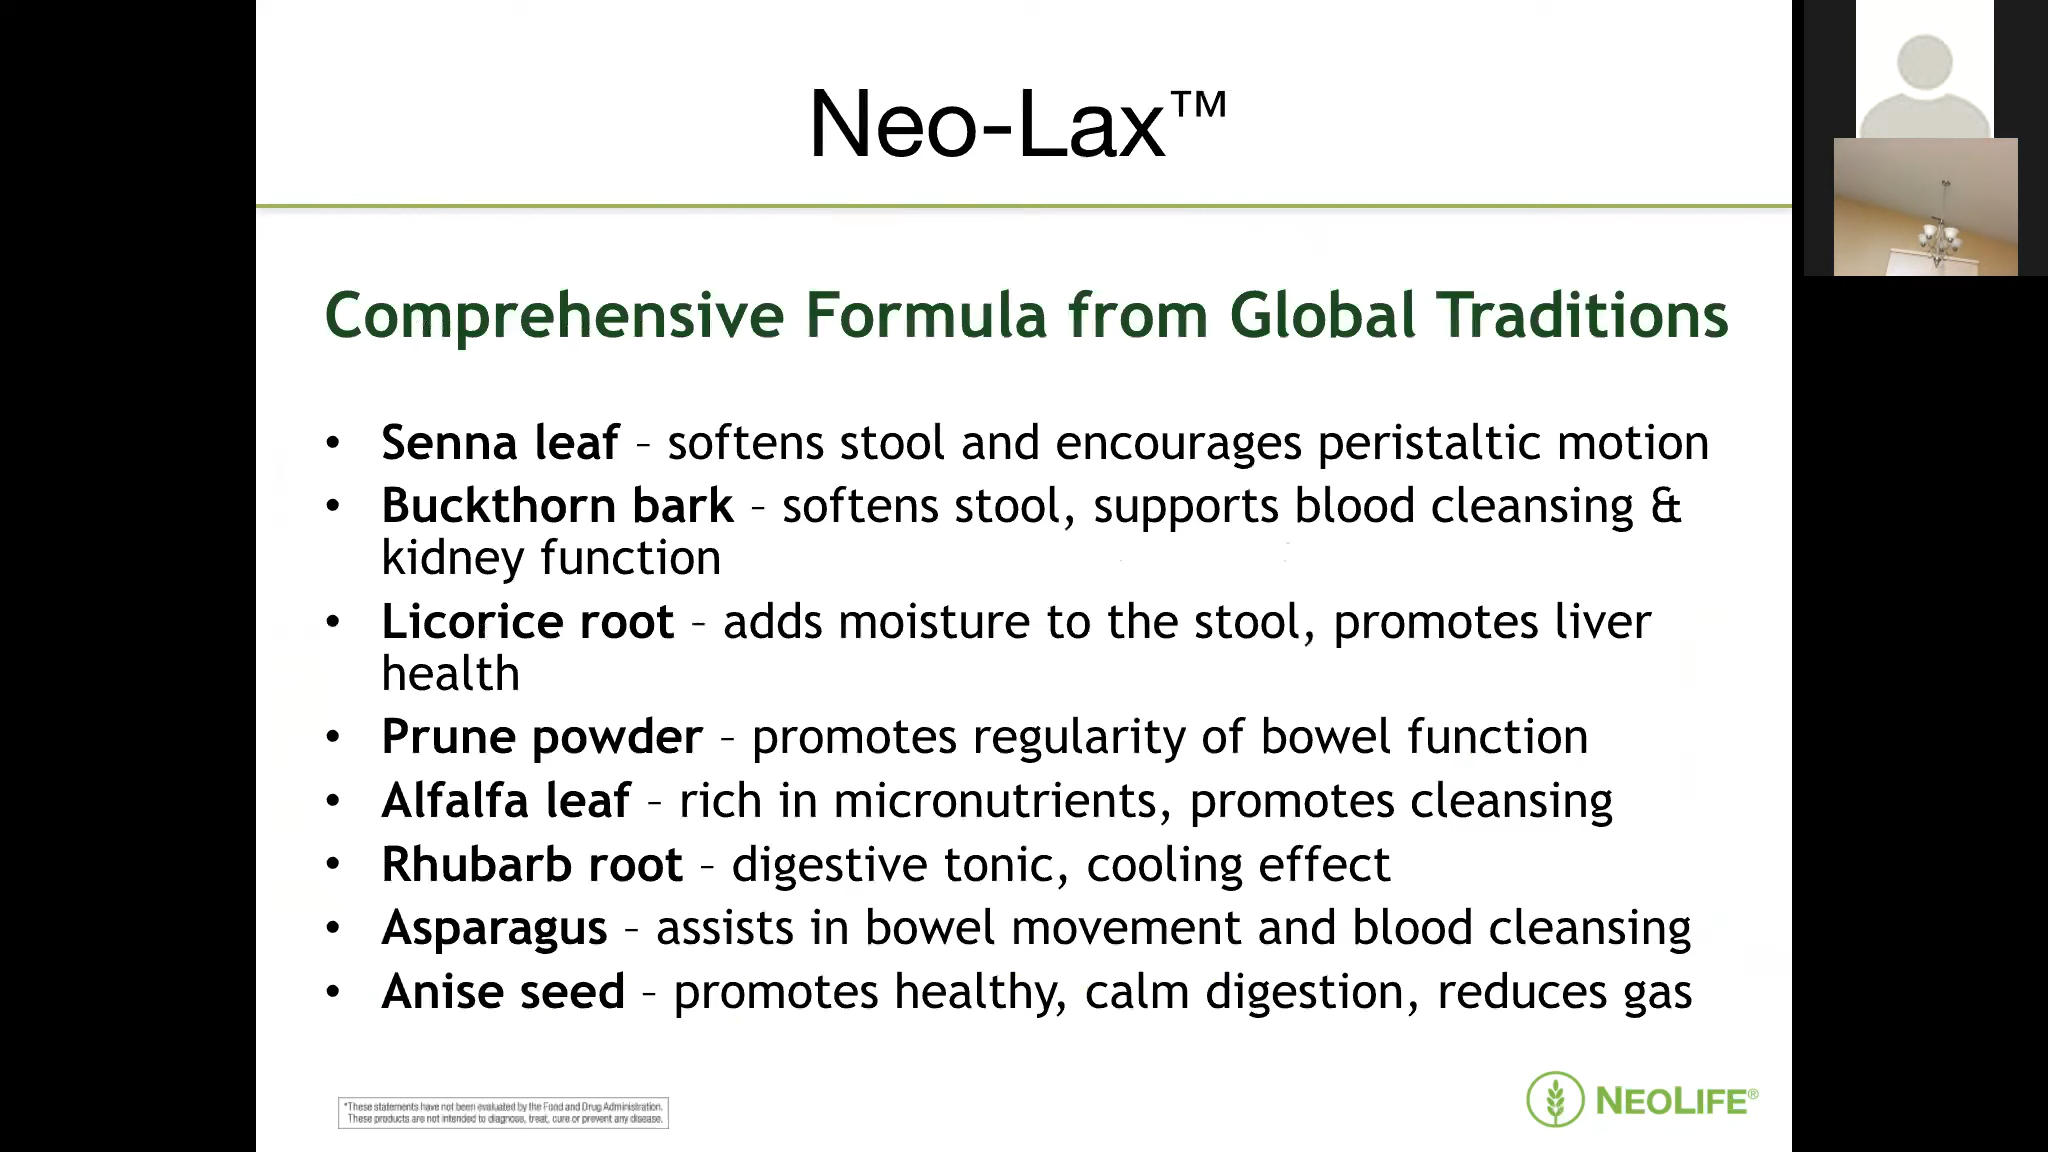 Neo-Lax™
Comprehensive Formula from Global Traditions
• Senna leaf – softens stool and encourages peristaltic motion
• Buckthorn bark – softens stool, supports blood cleansing &
kidney function
• Licorice root – adds moisture to the stool, promotes liver
health
• Prune powder – promotes regularity of bowel function
• Alfalfa leaf – rich in micronutrients, promotes cleansing
• Rhubarb root – digestive tonic, cooling effect
• Asparagus – assists in bowel movement and blood cleansing
• Anise seed – promotes healthy, calm digestion, reduces gas
*These statements have not been evaluated by the Food and Drug Administration.
These products are not intended to diagnose, treat, cure or prevent any disease.
NEOLIFE®